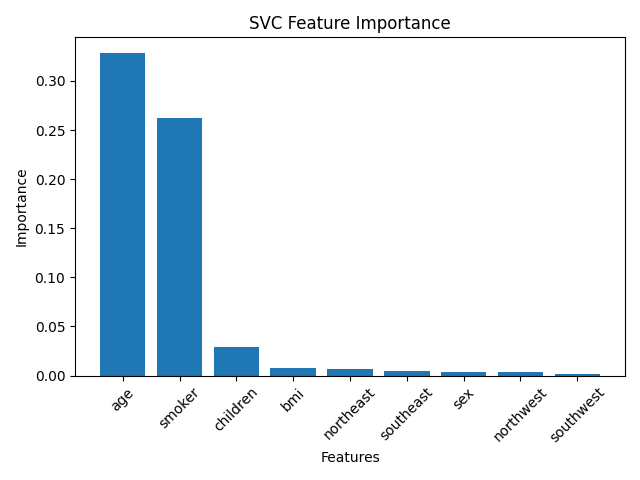 SVC Feature Importance
Importance
0.30
0.25
0.20
0.15
0.10
0.05
0.00
age
smoker
children
bmi
northeast
southeast
sex
northwest
southwest
Features